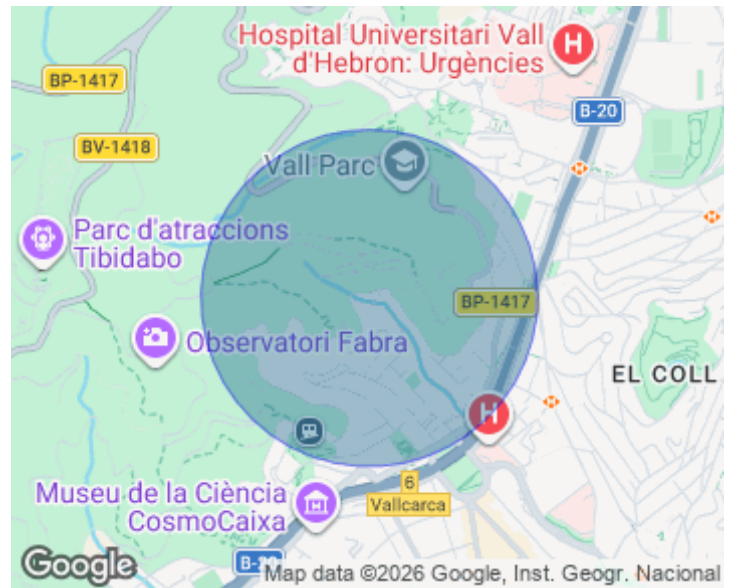 Hospital Universitari Vall
d'Hebron: Urgències
H
BP-1417
B-20
BV-1418
Vall Parc
Parc d'atraccions
Tibidabo
BP-1417
Observatori Fabra
EL COLL
H
6
Vallcarca
Museu de la Ciència
CosmoCaixa
Google
B-20
Map data ©2026 Google, Inst. Geogr. Nacional